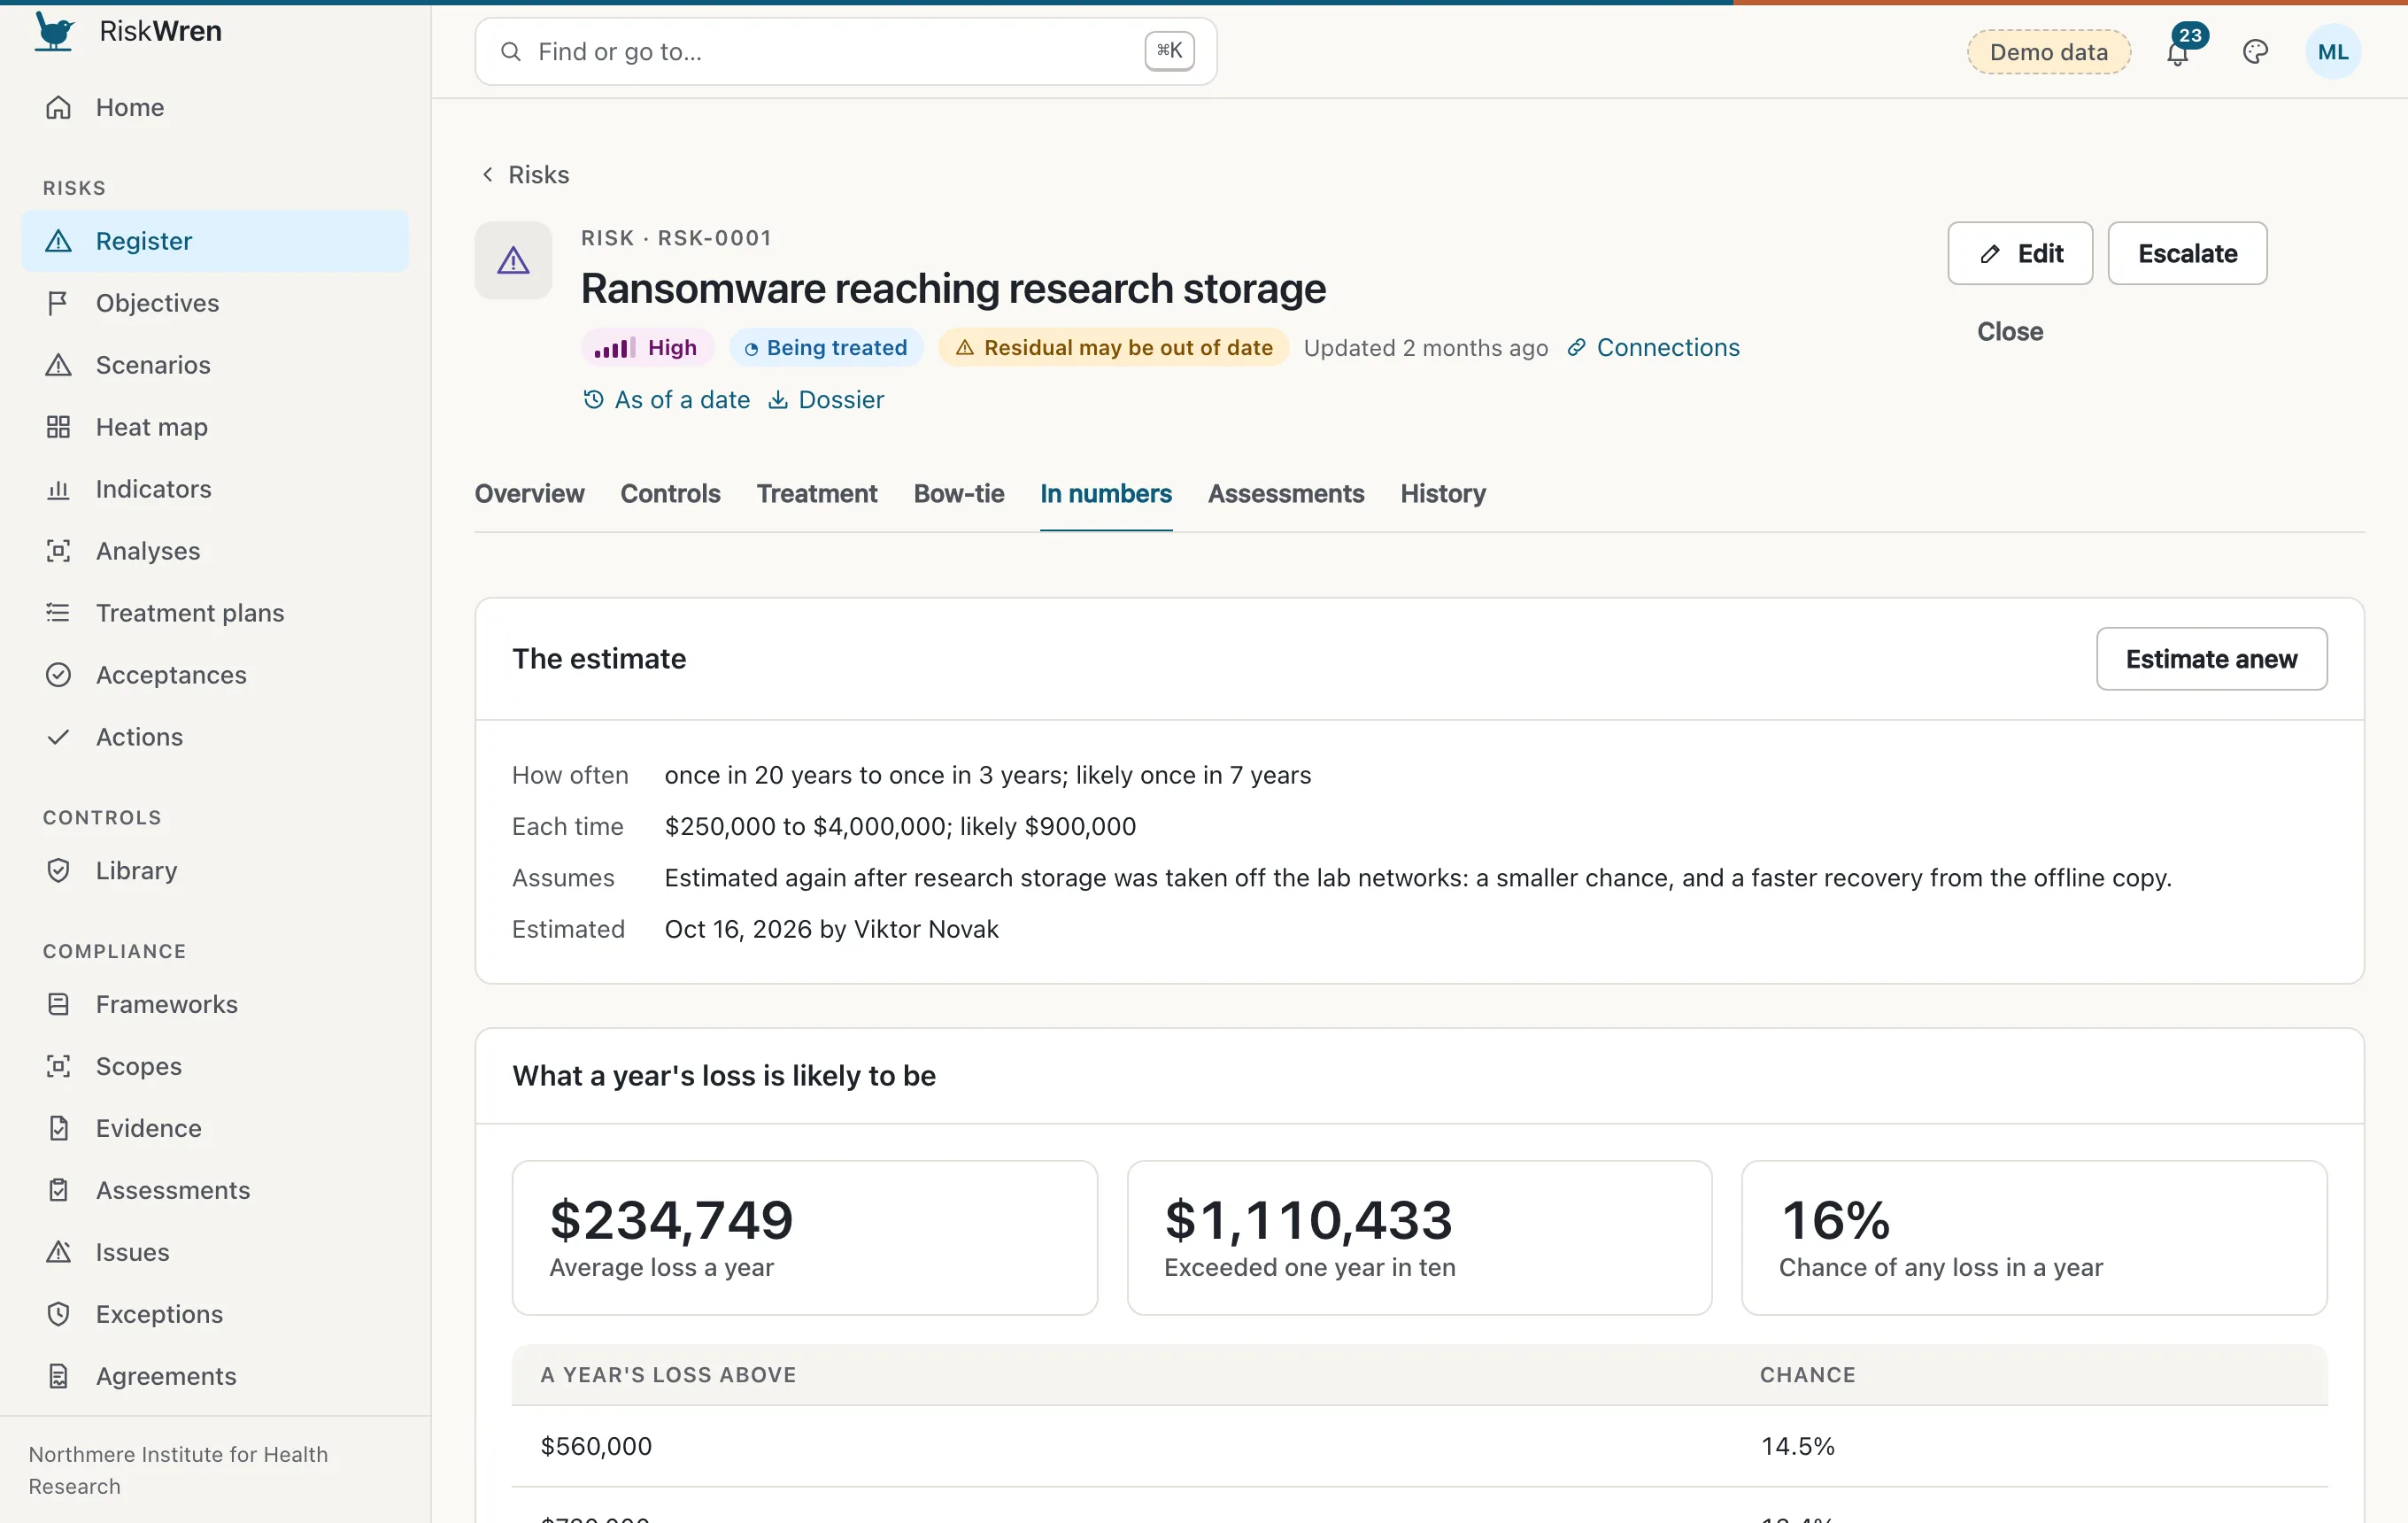 RiskWren
Find or go to...
⌘K
Demo data
23
ML
Home
RISKS
Register
Objectives
Scenarios
Heat map
Indicators
Analyses
Treatment plans
Acceptances
Actions
CONTROLS
Library
COMPLIANCE
Frameworks
Scopes
Evidence
Assessments
Issues
Exceptions
Agreements
Northmere Institute for Health
Research
Risks
RISK · RSK-0001
Ransomware reaching research storage
High
Being treated
Residual may be out of date
Updated 2 months ago
Connections
As of a date
Dossier
Edit
Escalate
Close
Overview
Controls
Treatment
Bow-tie
In numbers
Assessments
History
The estimate
Estimate anew
How often once in 20 years to once in 3 years; likely once in 7 years
Each time $250,000 to $4,000,000; likely $900,000
Assumes Estimated again after research storage was taken off the lab networks: a smaller chance, and a faster recovery from the offline copy.
Estimated Oct 16, 2026 by Viktor Novak
What a year's loss is likely to be
$234,749
Average loss a year
$1,110,433
Exceeded one year in ten
16%
Chance of any loss in a year
A YEAR'S LOSS ABOVE CHANCE
$560,000 14.5%